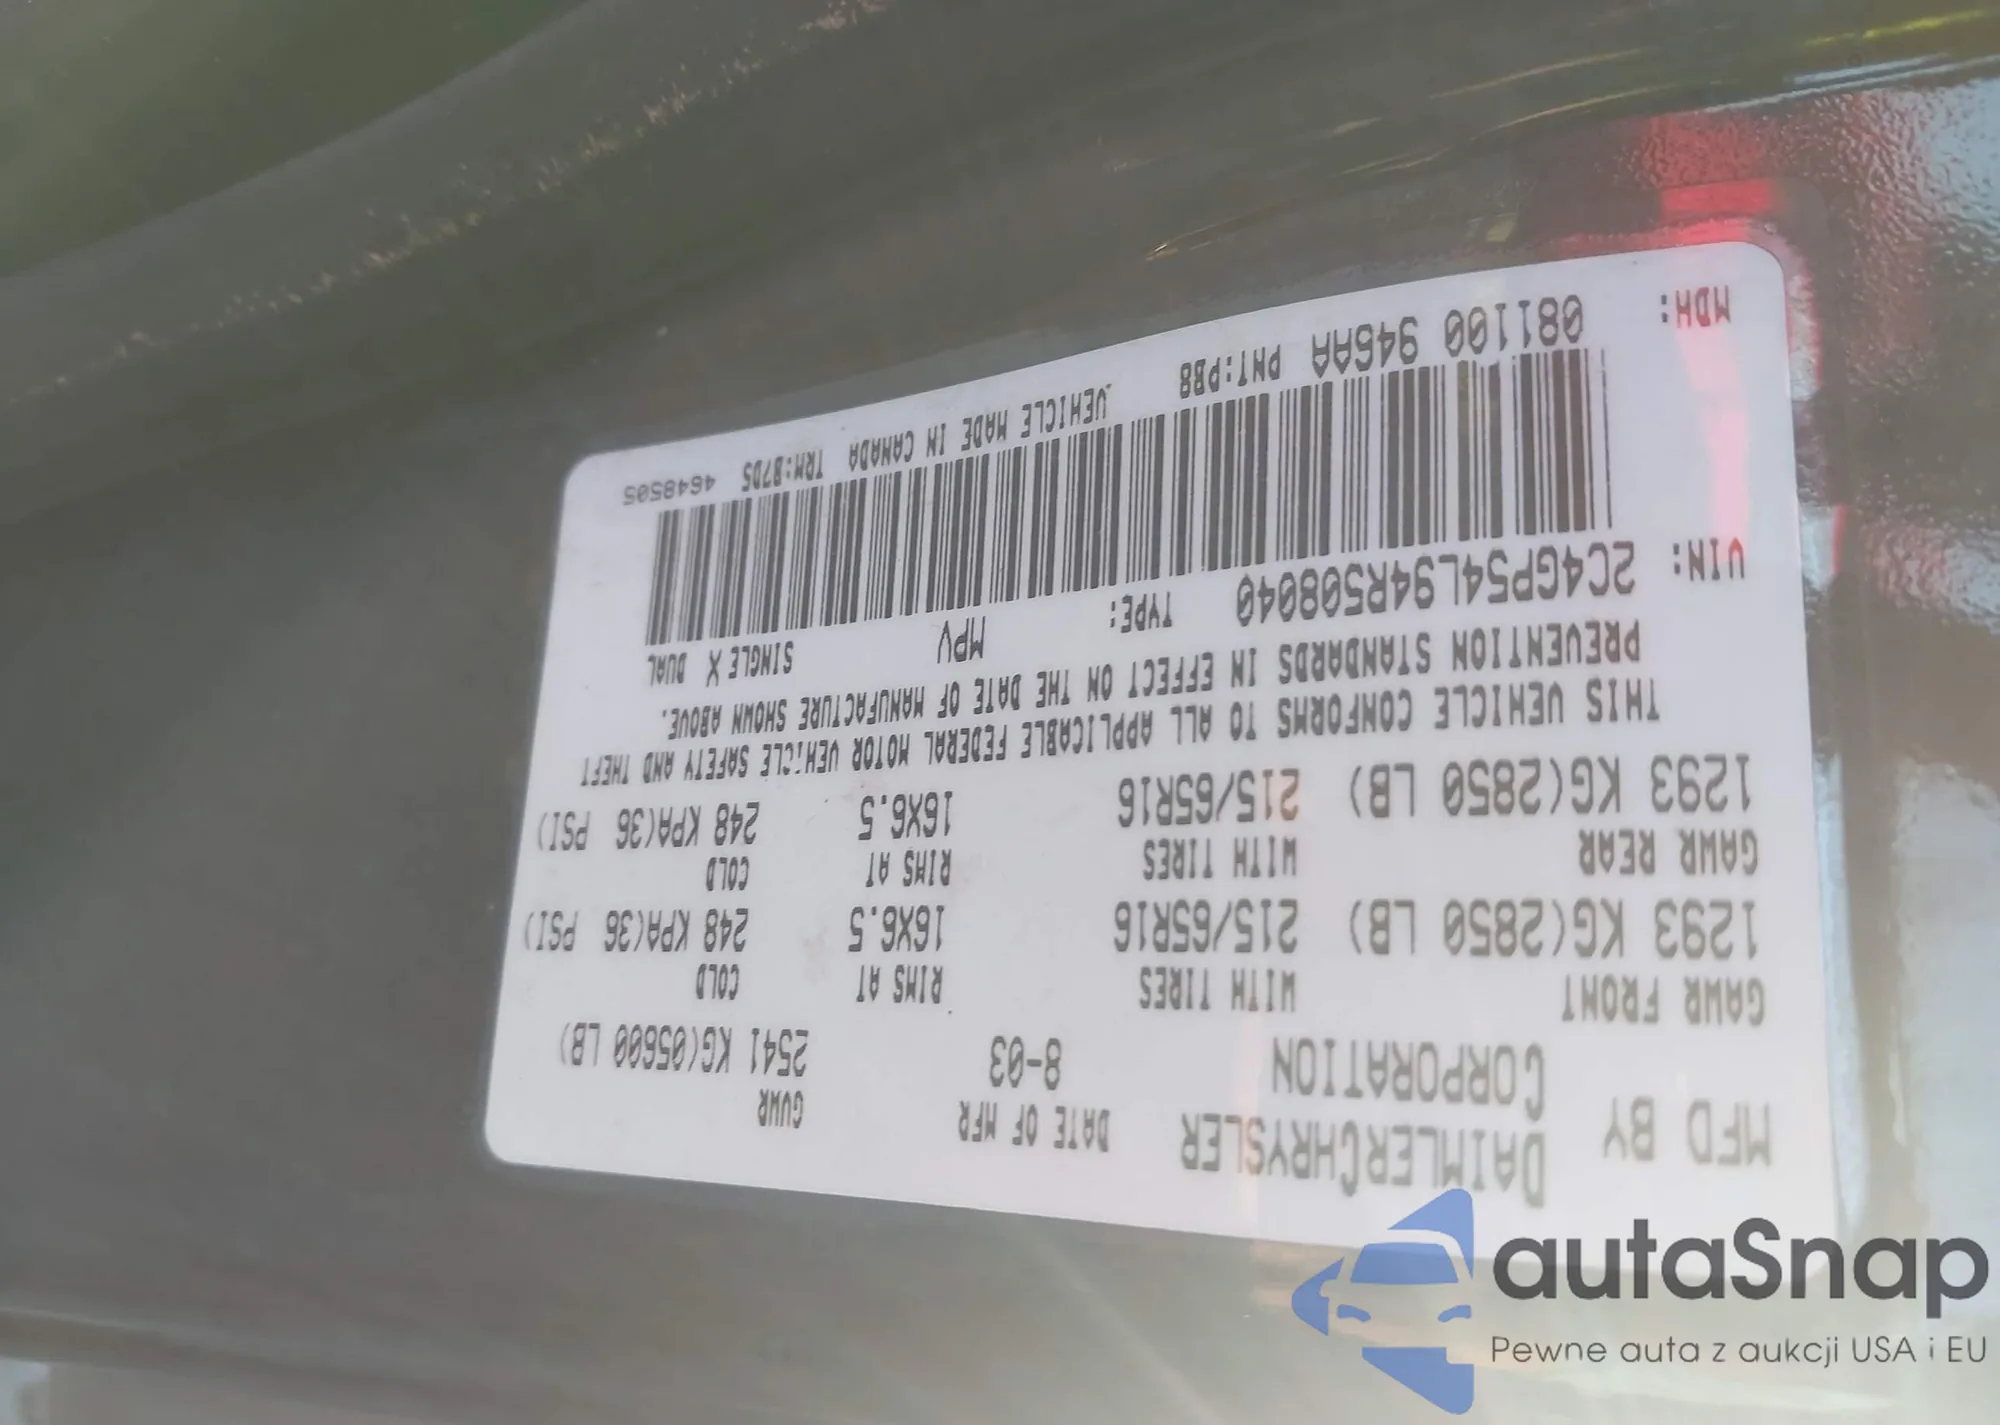 MFD BY DAIMLERCHRYSLER CORPORATION DATE OF MFR 8-03 GVWR 2541 KG(05600 LB)
GAWR FRONT WITH TIRES RIMS AT COLD
1293 KG(2850 LB) 215/65R16 16X6.5 248 KPA(36 PSI)
GAWR REAR WITH TIRES RIMS AT COLD
1293 KG(2850 LB) 215/65R16 16X6.5 248 KPA(36 PSI)
THIS VEHICLE CONFORMS TO ALL APPLICABLE FEDERAL MOTOR VEHICLE SAFETY AND THEFT
PREVENTION STANDARDS IN EFFECT ON THE DATE OF MANUFACTURE SHOWN ABOVE.
VIN: 2C4GP54L94R508040 TYPE: MPV SINGLE X DUAL
MDH: 081100 946AA PNT:PB8 VEHICLE MADE IN CANADA TRM:B7D5 4648505
autaSnap
Pewne auta z aukcji USA i EU